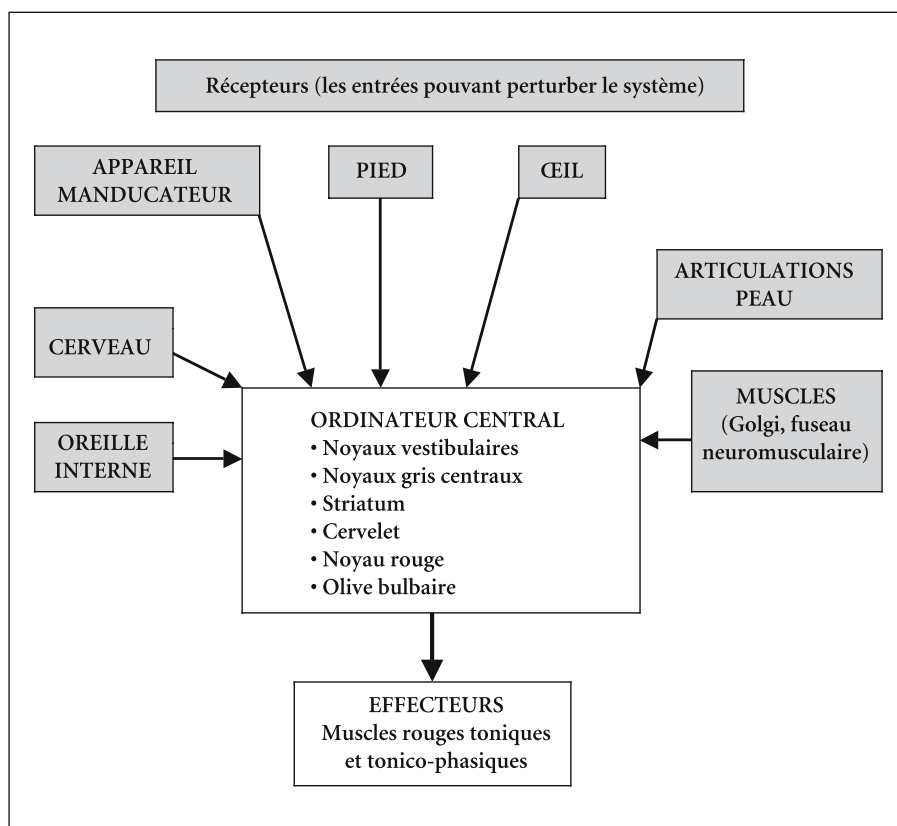 Récepteurs (les entrées pouvant perturber le système)
APPAREIL
MANDUCATEUR
PIED
ŒIL
ARTICULATIONS
PEAU
CERVEAU
MUSCLES
(Golgi, fuseau
neuromusculaire)
OREILLE
INTERNE
ORDINATEUR CENTRAL
• Noyaux vestibulaires
• Noyaux gris centraux
• Striatum
• Cervelet
• Noyau rouge
• Olive bulbaire
EFFECTEURS
Muscles rouges toniques
et tonico-phasiques